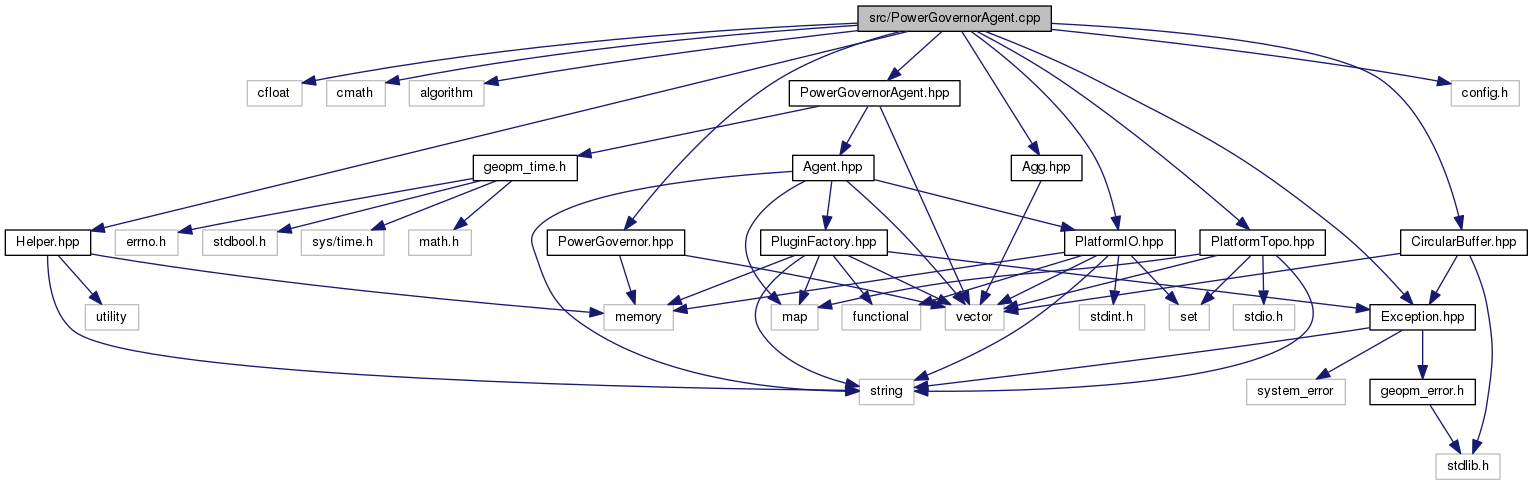 src/PowerGovernorAgent.cpp
cfloat
cmath
algorithm
PowerGovernorAgent.hpp
config.h
geopm_time.h
Agent.hpp
Agg.hpp
Helper.hpp
errno.h
stdbool.h
sys/time.h
math.h
PowerGovernor.hpp
PluginFactory.hpp
PlatformIO.hpp
PlatformTopo.hpp
CircularBuffer.hpp
utility
memory
map
functional
vector
stdint.h
set
stdio.h
Exception.hpp
string
system_error
geopm_error.h
stdlib.h